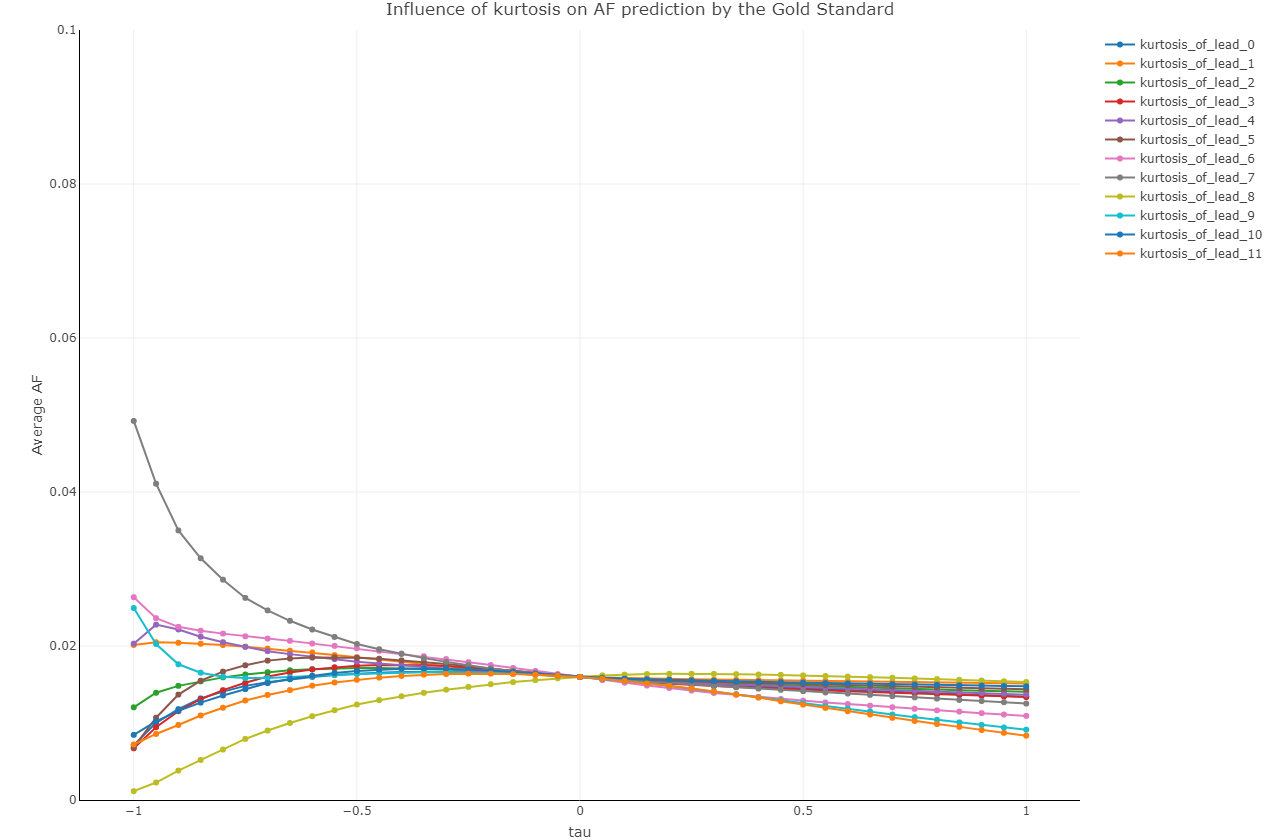 Influence of kurtosis on AF prediction by the Gold Standard
0.1
0.08
0.06
0.04
0.02
0
Average AF
−1
−0.5
0
0.5
1
tau
kurtosis_of_lead_0
kurtosis_of_lead_1
kurtosis_of_lead_2
kurtosis_of_lead_3
kurtosis_of_lead_4
kurtosis_of_lead_5
kurtosis_of_lead_6
kurtosis_of_lead_7
kurtosis_of_lead_8
kurtosis_of_lead_9
kurtosis_of_lead_10
kurtosis_of_lead_11